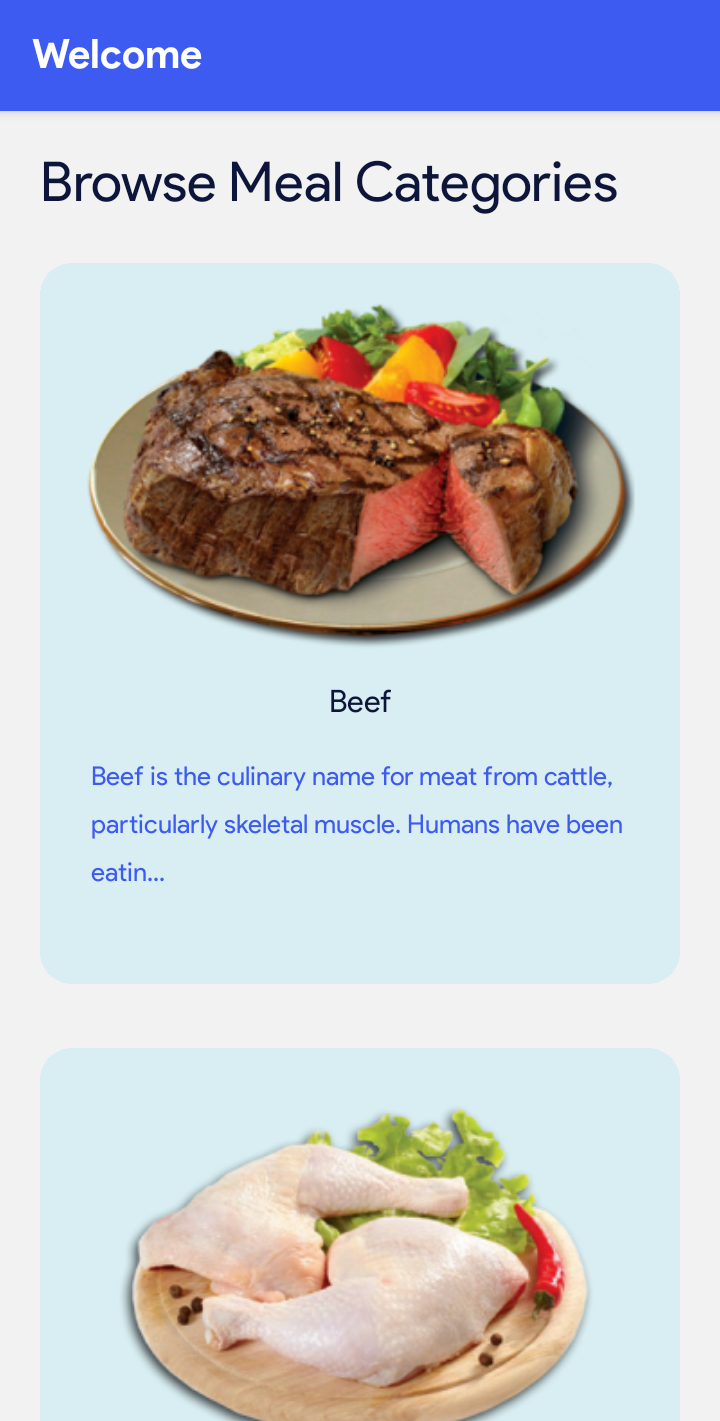 Welcome
Browse Meal Categories
Beef
Beef is the culinary name for meat from cattle,
particularly skeletal muscle. Humans have been
eatin...